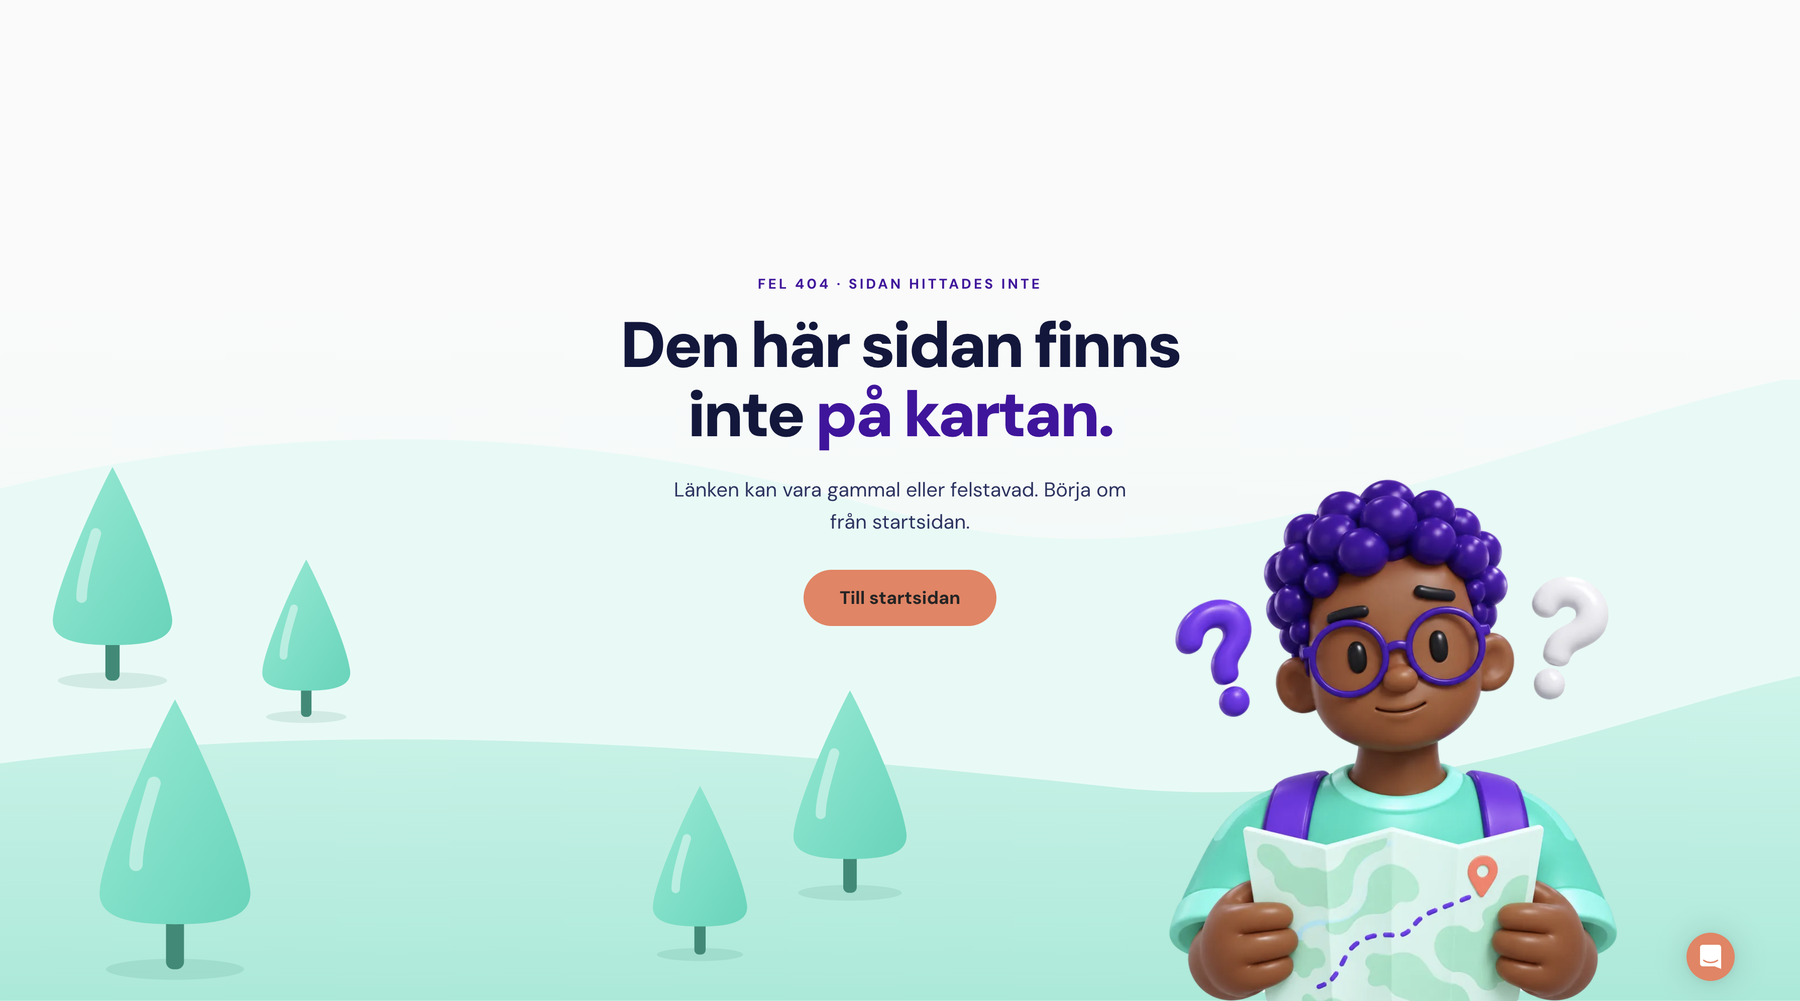 FEL 404 · SIDAN HITTADES INTE
Den här sidan finns
inte på kartan.
Länken kan vara gammal eller felstavad. Börja om
från startsidan.
Till startsidan